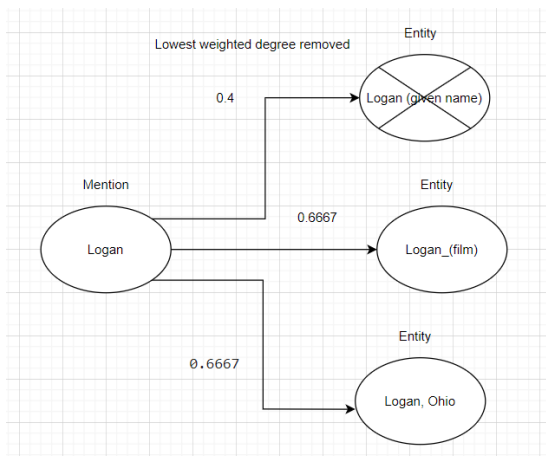 Entity
Lowest weighted degree removed
0.4
Logan (given name)
Mention
Entity
0.6667
Logan
Logan_(film)
Entity
0.6667
Logan, Ohio